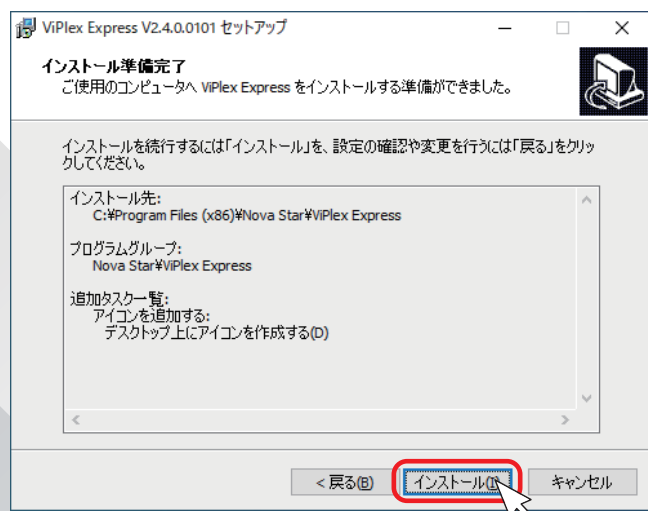 ViPlex Express V2.4.0.0101 セットアップ
インストール準備完了
ご使用のコンピュータへ ViPlex Express をインストールする準備ができました。
インストールを続行するには「インストール」を、設定の確認や変更を行うには「戻る」をクリッ
クしてください。
インストール先:
C:¥Program Files (x86)¥Nova Star¥ViPlex Express
プログラムグループ:
Nova Star¥ViPlex Express
追加タスク一覧:
アイコンを追加する:
デスクトップ上にアイコンを作成する(D)
< 戻る(B)
インストール(I)
キャンセル